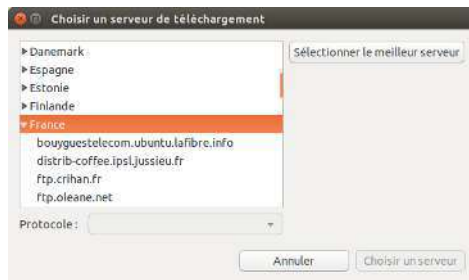 Choisir un serveur de téléchargement
Danemark
Sélectionner le meilleur serveur
Espagne
Estonie
Finlande
France
bouyguestelecom.ubuntu.lafibre.info
distrib-coffee.ipsl.jussieu.fr
ftp.crihan.fr
ftp.oleane.net
Protocole :
Annuler
Choisir un serveur